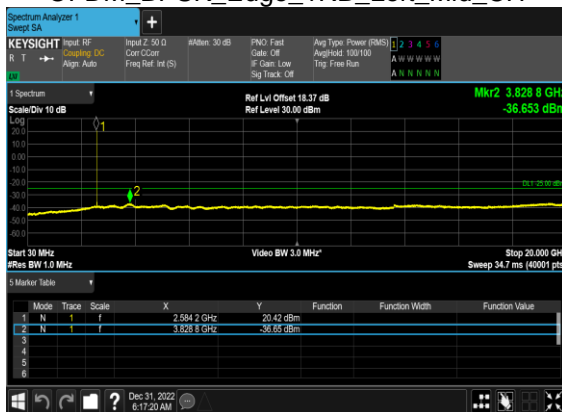 Spectrum Analyzer 1
Swept SA
+
KEYSIGHT Input: RF Input Z: 50 Ω #Atten: 30 dB PNO: Fast Avg Type: Power (RMS) 1 2 3 4 5 6
R T Coupling: DC Corr CCorr Gate: Off Avg|Hold: 100/100 A W W W W W
Align: Auto Freq Ref: Int (S) IF Gain: Low Trig: Free Run
LU Sig Track: Off A N N N N N
1 Spectrum Ref Lvl Offset 18.37 dB Mkr2 3.828 8 GHz
Scale/Div 10 dB Ref Level 30.00 dBm -36.653 dBm
Log
20.0
10.0
0.00
-10.0
-20.0
-30.0
-40.0
-50.0
-60.0
1
2
DL1 -25.00 dBm
Start 30 MHz Video BW 3.0 MHz* Stop 20.000 GHz
#Res BW 1.0 MHz Sweep 34.7 ms (40001 pts)
5 Marker Table
Mode Trace Scale X Y Function Function Width Function Value
1 N 1 f 2.584 2 GHz 20.42 dBm
2 N 1 f 3.828 8 GHz -36.65 dBm
3
4
5
6
? Dec 31, 2022
6:17:20 AM